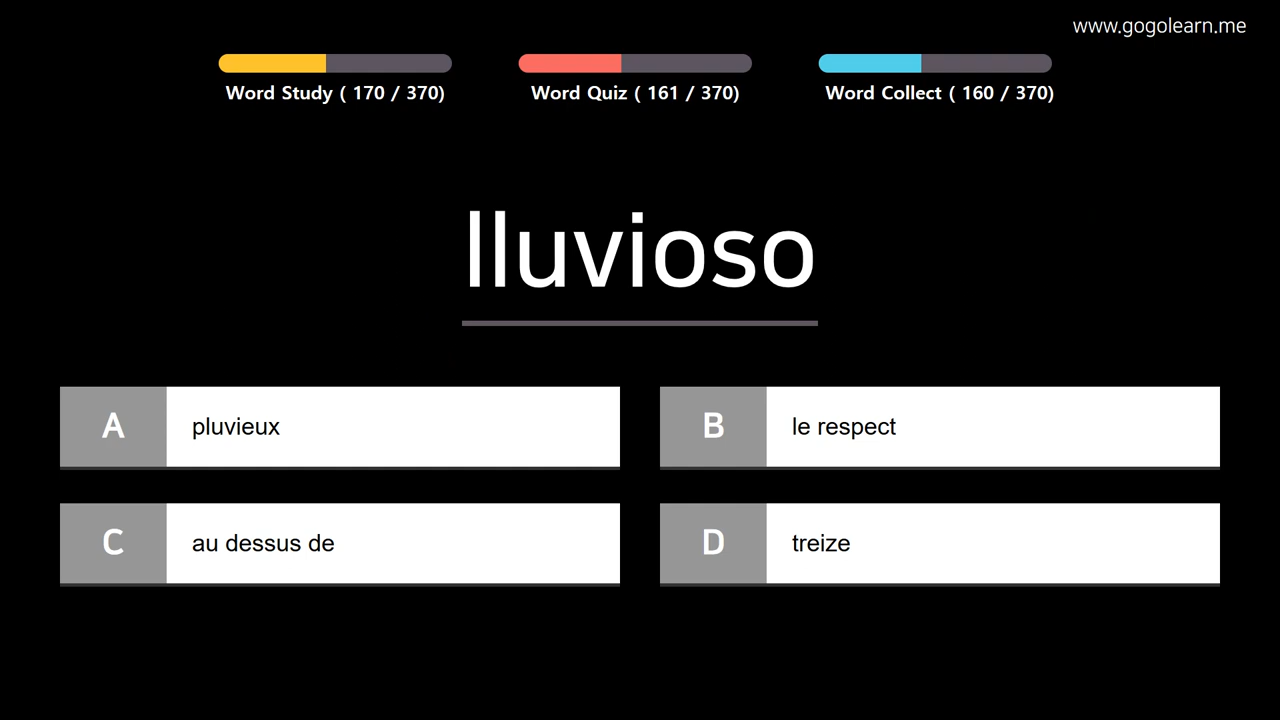 www.gogolearn.me
Word Study ( 170 / 370)
Word Quiz ( 161 / 370)
Word Collect ( 160 / 370)
lluvioso
A pluvieux
B le respect
C au dessus de
D treize